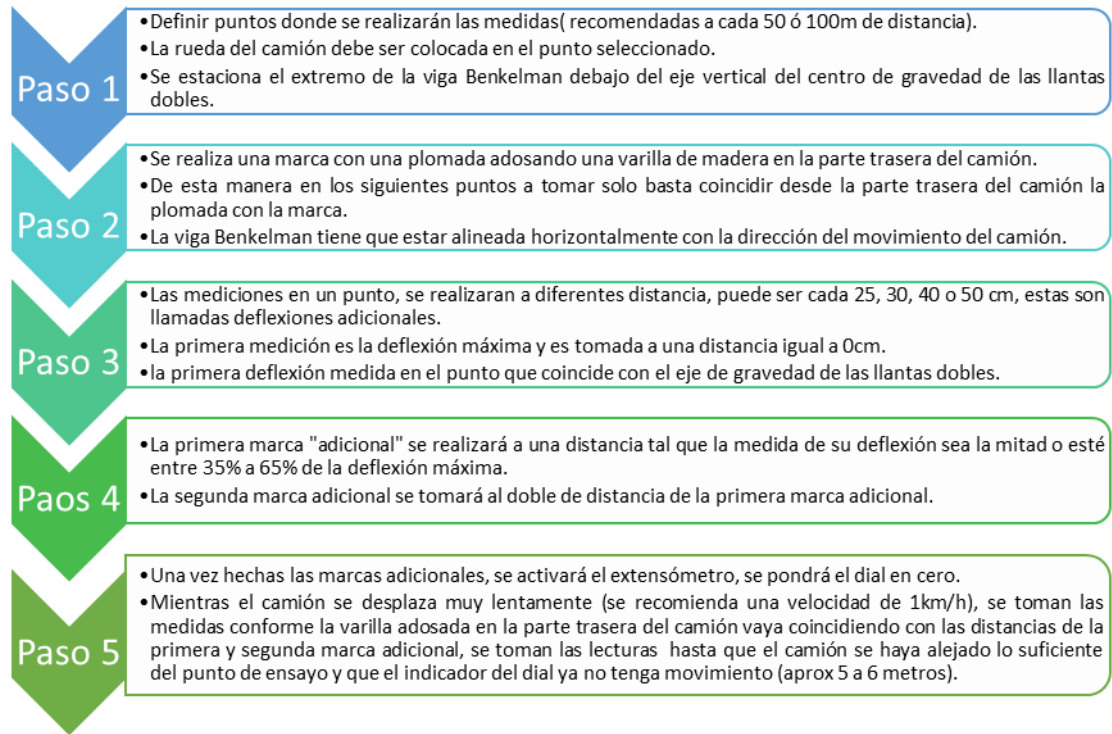 Paso 1
•Definir puntos donde se realizarán las medidas( recomendadas a cada 50 ó 100m de distancia).
•La rueda del camión debe ser colocada en el punto seleccionado.
•Se estaciona el extremo de la viga Benkelman debajo del eje vertical del centro de gravedad de las llantas
dobles.
Paso 2
•Se realiza una marca con una plomada adosando una varilla de madera en la parte trasera del camión.
•De esta manera en los siguientes puntos a tomar solo basta coincidir desde la parte trasera del camión la
plomada con la marca.
•La viga Benkelman tiene que estar alineada horizontalmente con la dirección del movimiento del camión.
Paso 3
•Las mediciones en un punto, se realizaran a diferentes distancia, puede ser cada 25, 30, 40 o 50 cm, estas son
llamadas deflexiones adicionales.
•La primera medición es la deflexión máxima y es tomada a una distancia igual a 0cm.
•la primera deflexión medida en el punto que coincide con el eje de gravedad de las llantas dobles.
Paos 4
•La primera marca "adicional" se realizará a una distancia tal que la medida de su deflexión sea la mitad o esté
entre 35% a 65% de la deflexión máxima.
•La segunda marca adicional se tomará al doble de distancia de la primera marca adicional.
Paso 5
•Una vez hechas las marcas adicionales, se activará el extensómetro, se pondrá el dial en cero.
•Mientras el camión se desplaza muy lentamente (se recomienda una velocidad de 1km/h), se toman las
medidas conforme la varilla adosada en la parte trasera del camión vaya coincidiendo con las distancias de la
primera y segunda marca adicional, se toman las lecturas hasta que el camión se haya alejado lo suficiente
del punto de ensayo y que el indicador del dial ya no tenga movimiento (aprox 5 a 6 metros).